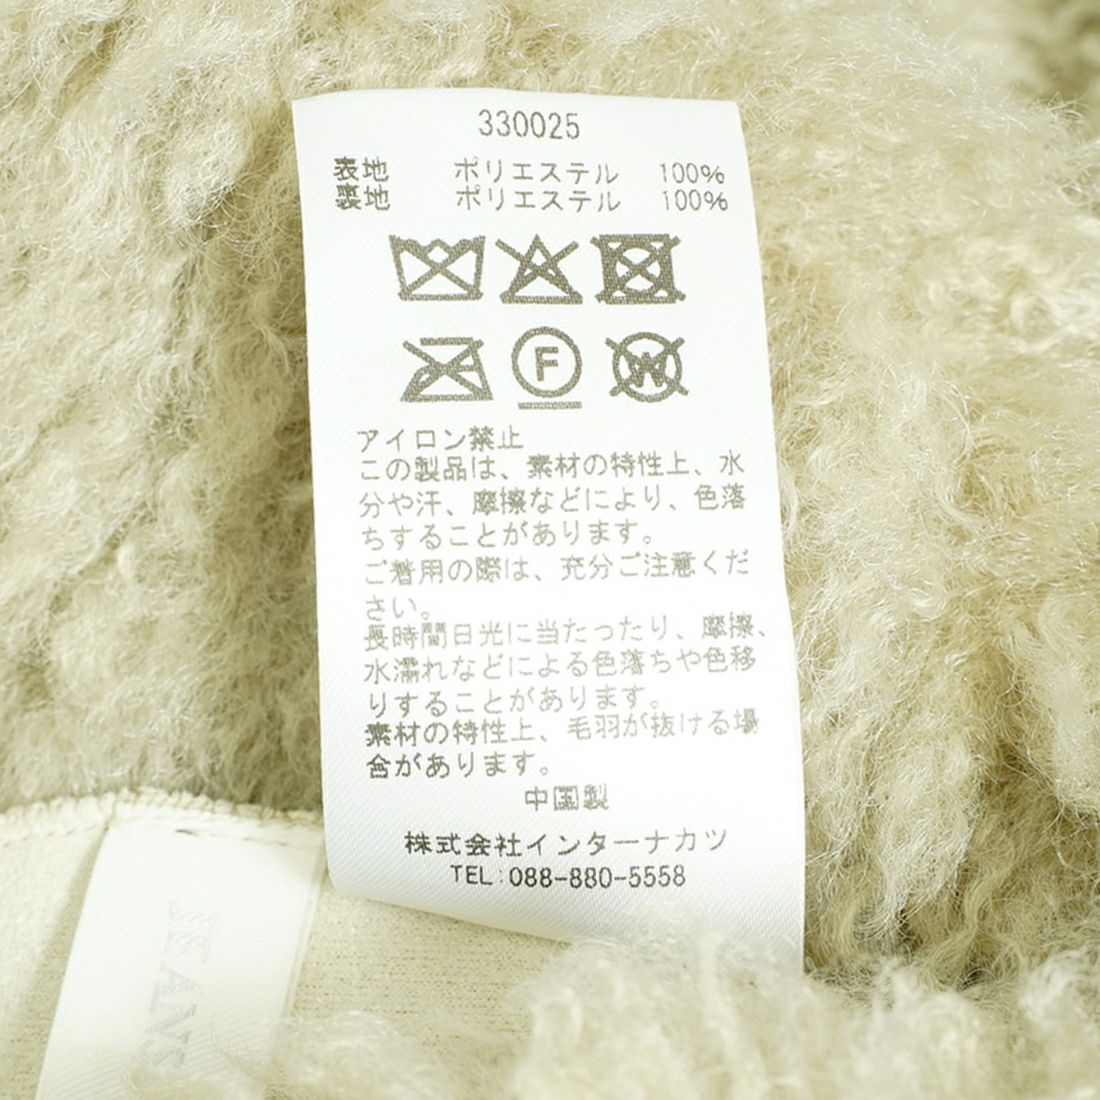 330025
表地 ポリエステル 100%
裏地 ポリエステル 100%
F
W
アイロン禁止
この製品は、素材の特性上、水
分や汗、摩擦などにより、色落
ちすることがあります。
ご着用の際は、充分ご注意くだ
さい。
長時間日光に当たったり、摩擦、
水濡れなどによる色落ちや色移
りすることがあります。
素材の特性上、毛羽が抜ける場
合があります。
中国製
株式会社インターナカツ
TEL:088-880-5558
JEANS